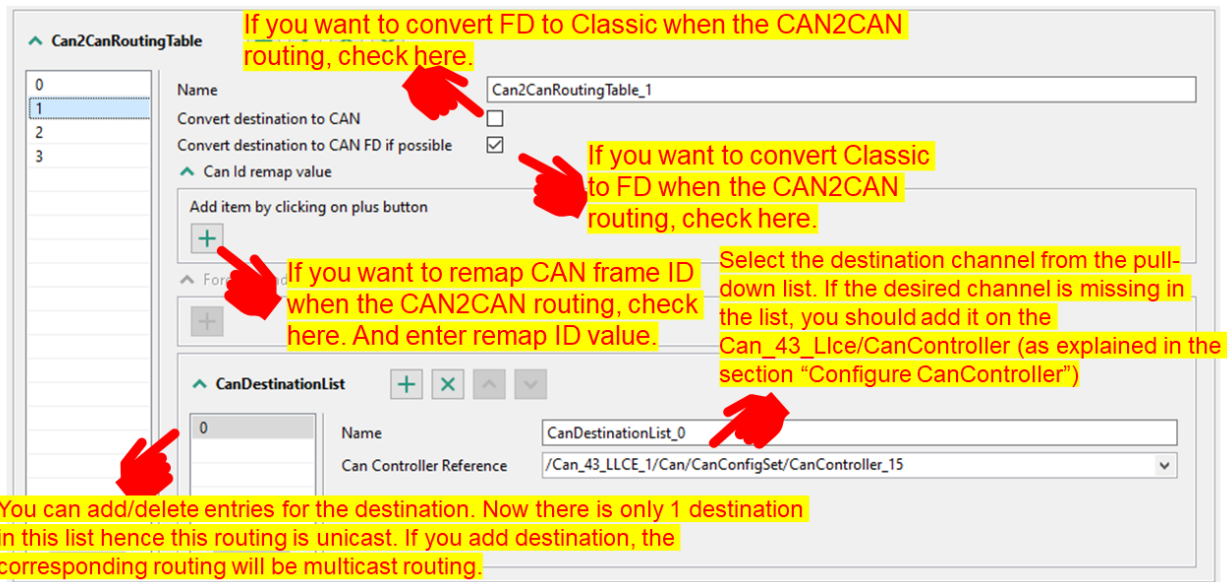 If you want to convert FD to Classic when the CAN2CAN
routing, check here.
Can2CanRoutingTable
0
1
2
3
Name
Can2CanRoutingTable_1
Convert destination to CAN
Convert destination to CAN FD if possible
If you want to convert Classic
to FD when the CAN2CAN
routing, check here.
Can Id remap value
Add item by clicking on plus button
If you want to remap CAN frame ID
when the CAN2CAN routing, check
here. And enter remap ID value.
Select the destination channel from the pull-
down list. If the desired channel is missing in
the list, you should add it on the
Can_43_Llce/CanController (as explained in the
section “Configure CanController”)
CanDestinationList
0
Name
CanDestinationList_0
Can Controller Reference
/Can_43_LLCE_1/Can/CanConfigSet/CanController_15
You can add/delete entries for the destination. Now there is only 1 destination
in this list hence this routing is unicast. If you add destination, the
corresponding routing will be multicast routing.